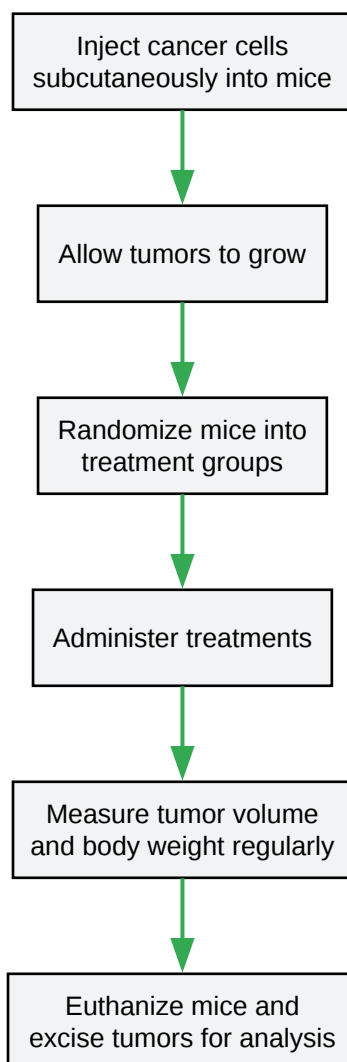 Inject cancer cells
subcutaneously into mice
Allow tumors to grow
Randomize mice into
treatment groups
Administer treatments
Measure tumor volume
and body weight regularly
Euthanize mice and
excise tumors for analysis